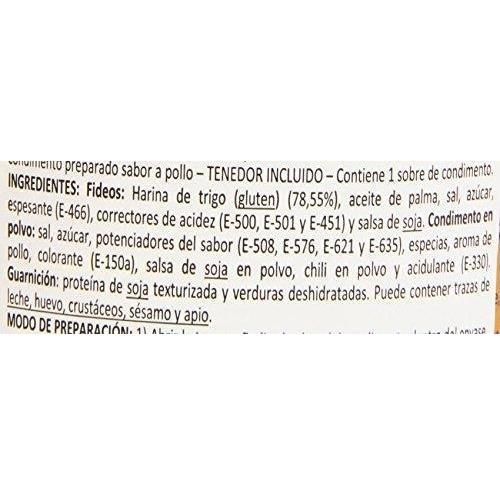 condimento preparado sabor a pollo – TENEDOR INCLUIDO – Contiene 1 sobre de condimento.
INGREDIENTES: Fideos: Harina de trigo (gluten) (78,55%), aceite de palma, sal, azúcar,
espesante (E-466), correctores de acidez (E-500, E-501 y E-451) y salsa de soja. Condimento en
polvo: sal, azúcar, potenciadores del sabor (E-508, E-576, E-621 y E-635), especias, aroma de
pollo, colorante (E-150a), salsa de soja en polvo, chili en polvo y acidulante (E-330).
Guarnición: proteína de soja texturizada y verduras deshidratadas. Puede contener trazas de
leche, huevo, crustáceos, sésamo y apio.
MODO DE PREPARACIÓN: 1) del envase